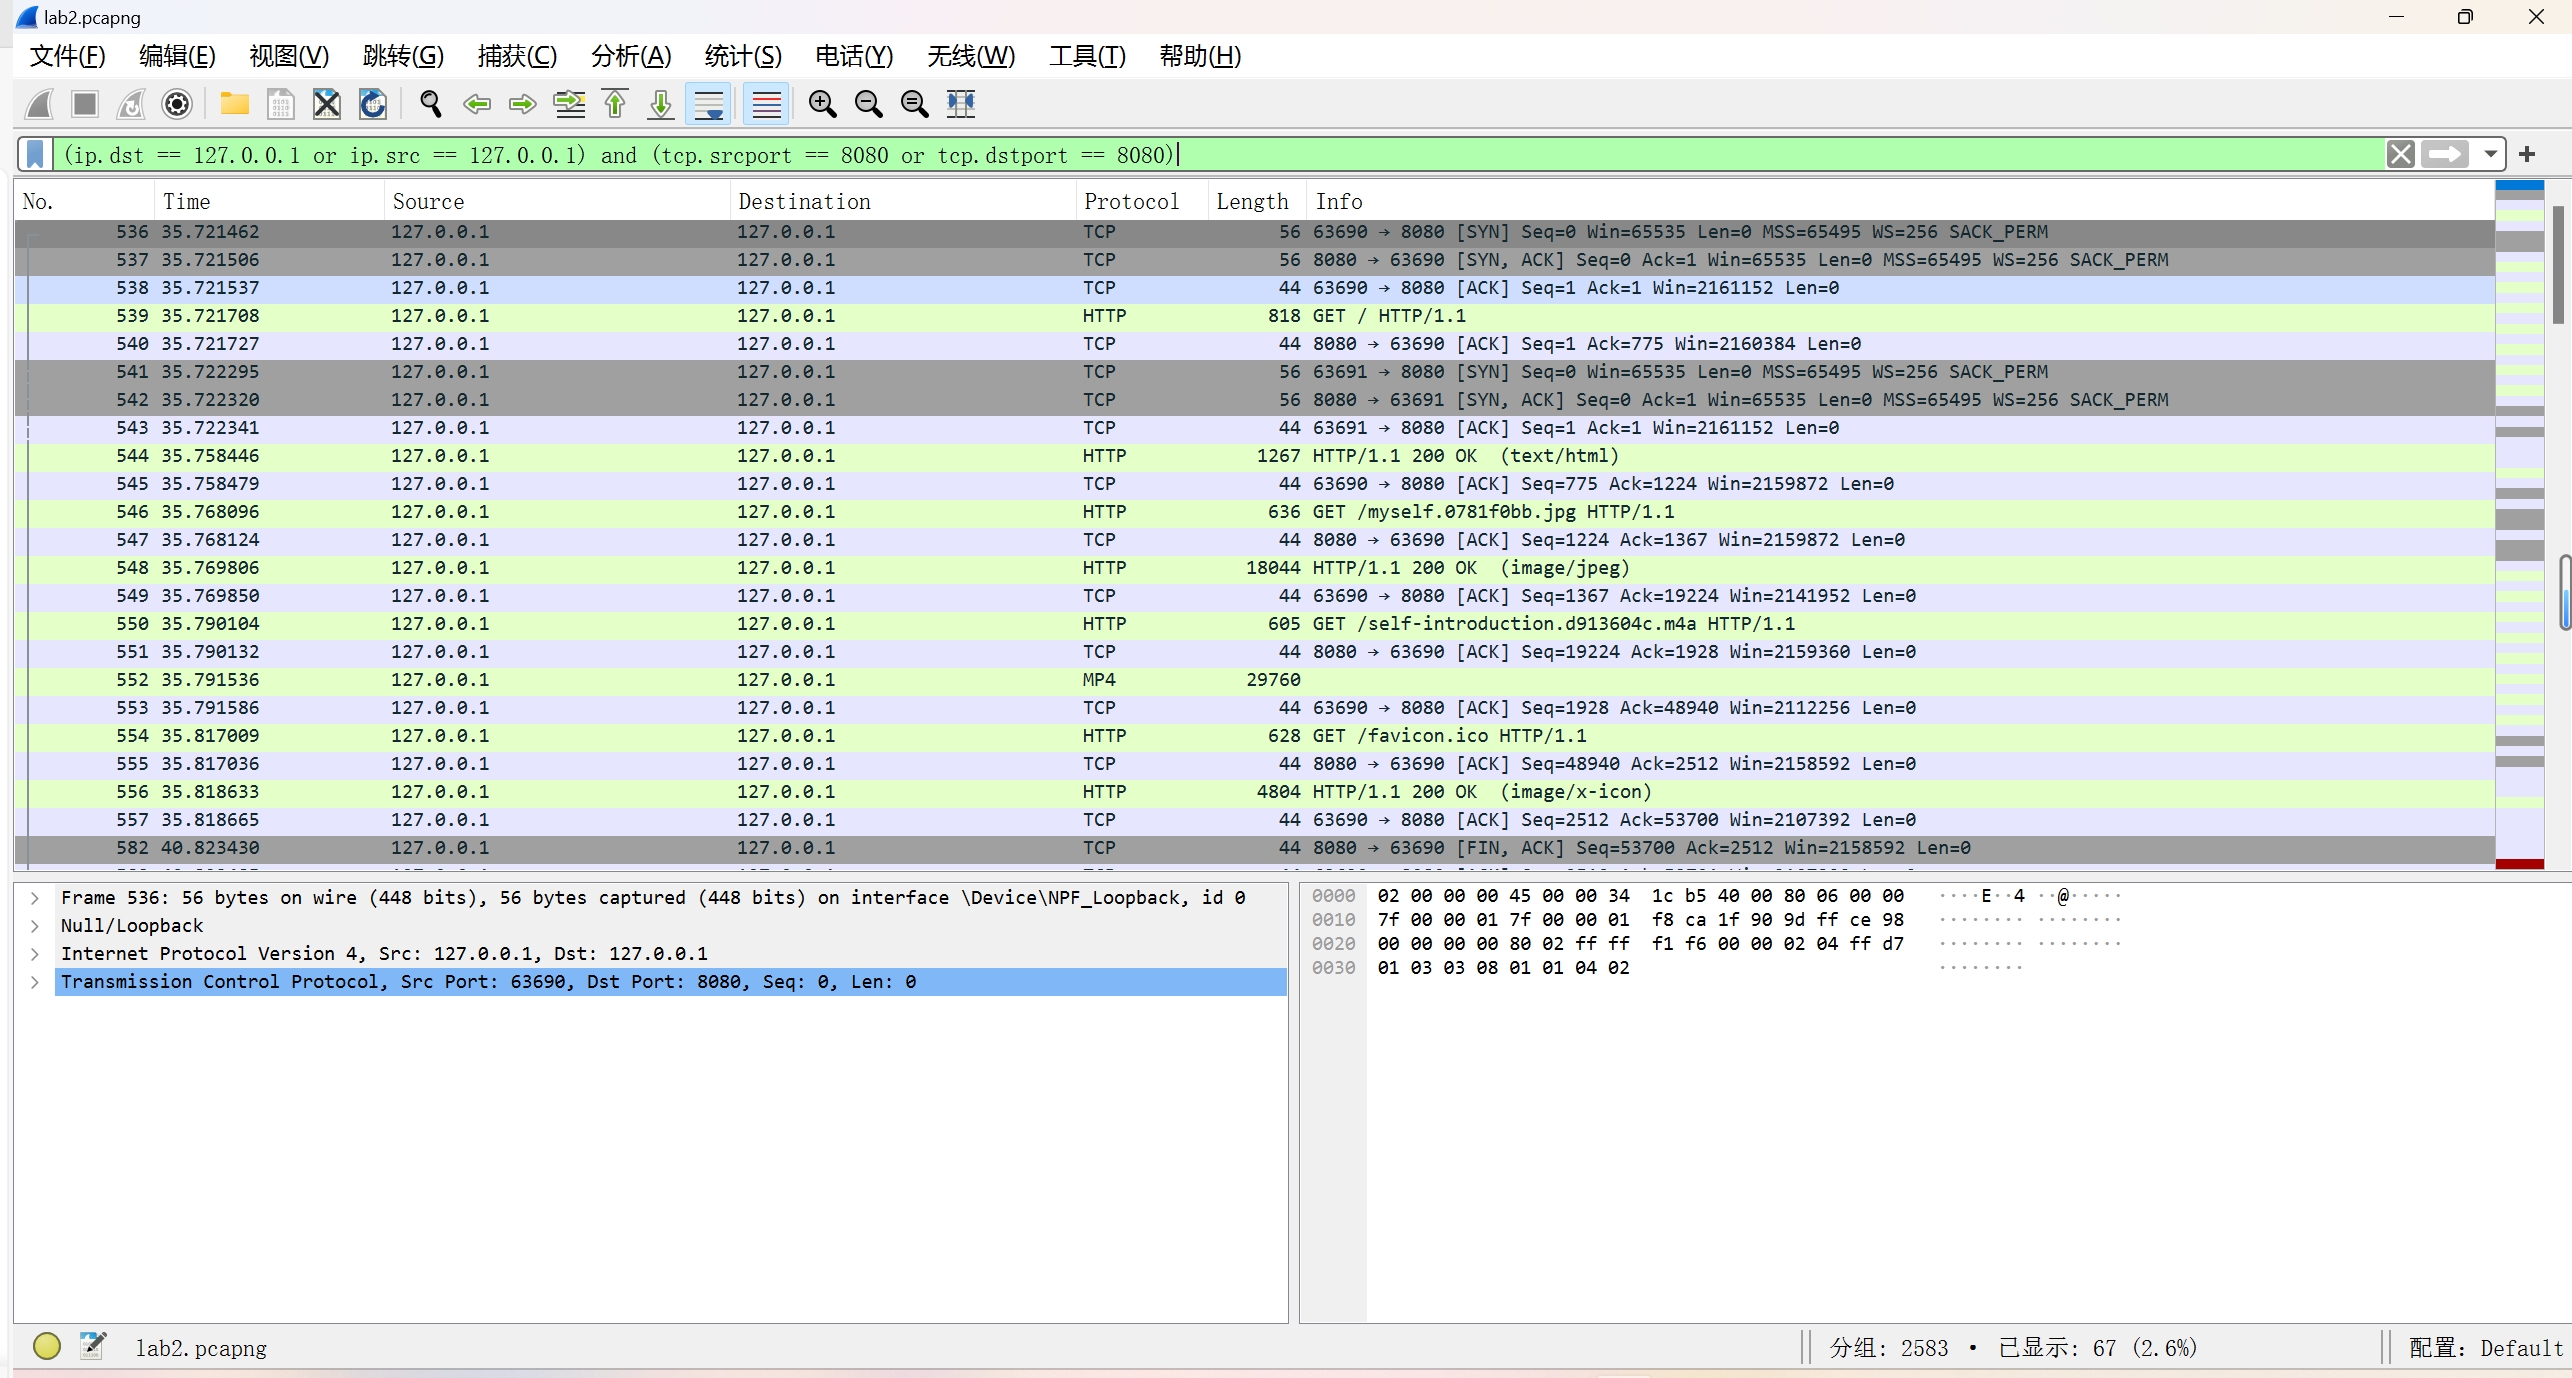 lab2.pcapng
文件(F) 编辑(E) 视图(V) 跳转(G) 捕获(C) 分析(A) 统计(S) 电话(Y) 无线(W) 工具(T) 帮助(H)
(ip.dst == 127.0.0.1 or ip.src == 127.0.0.1) and (tcp.srcport == 8080 or tcp.dstport == 8080)
No. Time Source Destination Protocol Length Info
536 35.721462 127.0.0.1 127.0.0.1 TCP 56 63690 → 8080 [SYN] Seq=0 Win=65535 Len=0 MSS=65495 WS=256 SACK_PERM
537 35.721506 127.0.0.1 127.0.0.1 TCP 56 8080 → 63690 [SYN, ACK] Seq=0 Ack=1 Win=65535 Len=0 MSS=65495 WS=256 SACK_PERM
538 35.721537 127.0.0.1 127.0.0.1 TCP 44 63690 → 8080 [ACK] Seq=1 Ack=1 Win=2161152 Len=0
539 35.721708 127.0.0.1 127.0.0.1 HTTP 818 GET / HTTP/1.1
540 35.721727 127.0.0.1 127.0.0.1 TCP 44 8080 → 63690 [ACK] Seq=1 Ack=775 Win=2160384 Len=0
541 35.722295 127.0.0.1 127.0.0.1 TCP 56 63691 → 8080 [SYN] Seq=0 Win=65535 Len=0 MSS=65495 WS=256 SACK_PERM
542 35.722320 127.0.0.1 127.0.0.1 TCP 56 8080 → 63691 [SYN, ACK] Seq=0 Ack=1 Win=65535 Len=0 MSS=65495 WS=256 SACK_PERM
543 35.722341 127.0.0.1 127.0.0.1 TCP 44 63691 → 8080 [ACK] Seq=1 Ack=1 Win=2161152 Len=0
544 35.758446 127.0.0.1 127.0.0.1 HTTP 1267 HTTP/1.1 200 OK  (text/html)
545 35.758479 127.0.0.1 127.0.0.1 TCP 44 63690 → 8080 [ACK] Seq=775 Ack=1224 Win=2159872 Len=0
546 35.768096 127.0.0.1 127.0.0.1 HTTP 636 GET /myself.0781f0bb.jpg HTTP/1.1
547 35.768124 127.0.0.1 127.0.0.1 TCP 44 8080 → 63690 [ACK] Seq=1224 Ack=1367 Win=2159872 Len=0
548 35.769806 127.0.0.1 127.0.0.1 HTTP 18044 HTTP/1.1 200 OK  (image/jpeg)
549 35.769850 127.0.0.1 127.0.0.1 TCP 44 63690 → 8080 [ACK] Seq=1367 Ack=19224 Win=2141952 Len=0
550 35.790104 127.0.0.1 127.0.0.1 HTTP 605 GET /self-introduction.d913604c.m4a HTTP/1.1
551 35.790132 127.0.0.1 127.0.0.1 TCP 44 8080 → 63690 [ACK] Seq=19224 Ack=1928 Win=2159360 Len=0
552 35.791536 127.0.0.1 127.0.0.1 MP4 29760
553 35.791586 127.0.0.1 127.0.0.1 TCP 44 63690 → 8080 [ACK] Seq=1928 Ack=48940 Win=2112256 Len=0
554 35.817009 127.0.0.1 127.0.0.1 HTTP 628 GET /favicon.ico HTTP/1.1
555 35.817036 127.0.0.1 127.0.0.1 TCP 44 8080 → 63690 [ACK] Seq=48940 Ack=2512 Win=2158592 Len=0
556 35.818633 127.0.0.1 127.0.0.1 HTTP 4804 HTTP/1.1 200 OK  (image/x-icon)
557 35.818665 127.0.0.1 127.0.0.1 TCP 44 63690 → 8080 [ACK] Seq=2512 Ack=53700 Win=2107392 Len=0
582 40.823430 127.0.0.1 127.0.0.1 TCP 44 8080 → 63690 [FIN, ACK] Seq=53700 Ack=2512 Win=2158592 Len=0
Frame 536: 56 bytes on wire (448 bits), 56 bytes captured (448 bits) on interface \Device\NPF_Loopback, id 0
Null/Loopback
Internet Protocol Version 4, Src: 127.0.0.1, Dst: 127.0.0.1
Transmission Control Protocol, Src Port: 63690, Dst Port: 8080, Seq: 0, Len: 0
0000 02 00 00 00 45 00 00 34 1c b5 40 00 80 06 00 00 ····E··4 ··@·····
0010 7f 00 00 01 7f 00 00 01 f8 ca 1f 90 9d ff ce 98 ········ ········
0020 00 00 00 00 80 02 ff ff f1 f6 00 00 02 04 ff d7 ········ ········
0030 01 03 03 08 01 01 04 02 ········
lab2.pcapng 分组: 2583 · 已显示: 67 (2.6%) 配置: Default